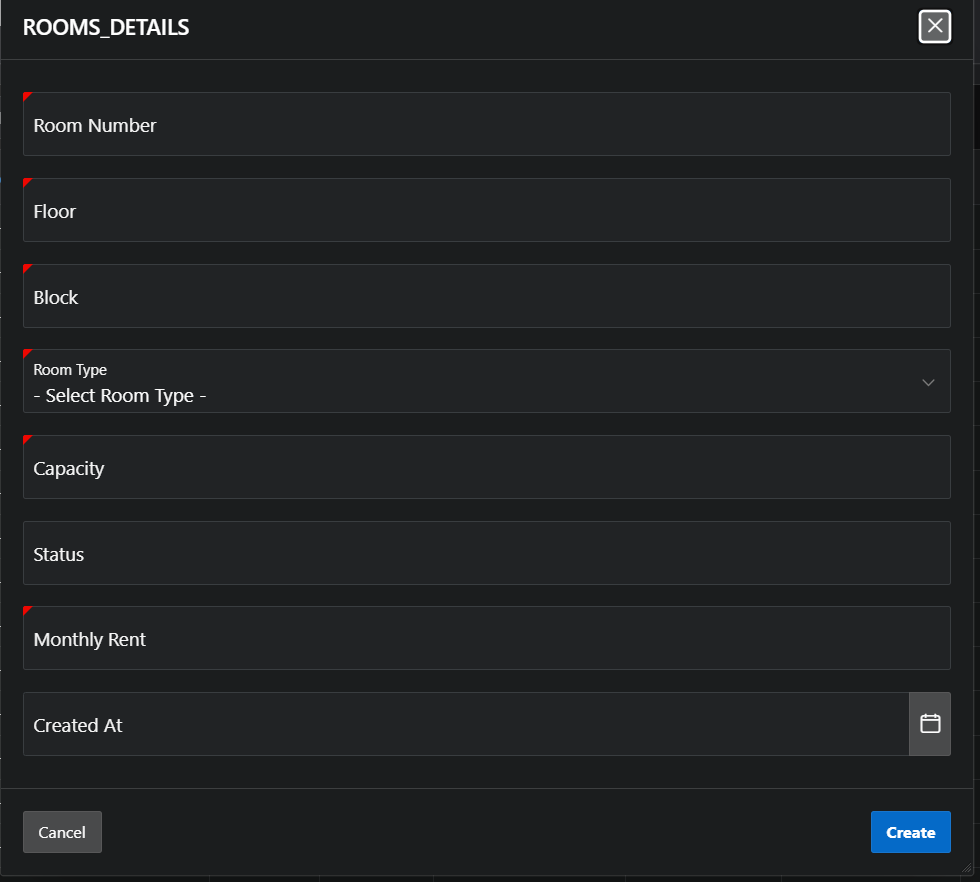 ROOMS_DETAILS
Room Number
Floor
Block
Room Type
- Select Room Type -
Capacity
Status
Monthly Rent
Created At
Cancel
Create